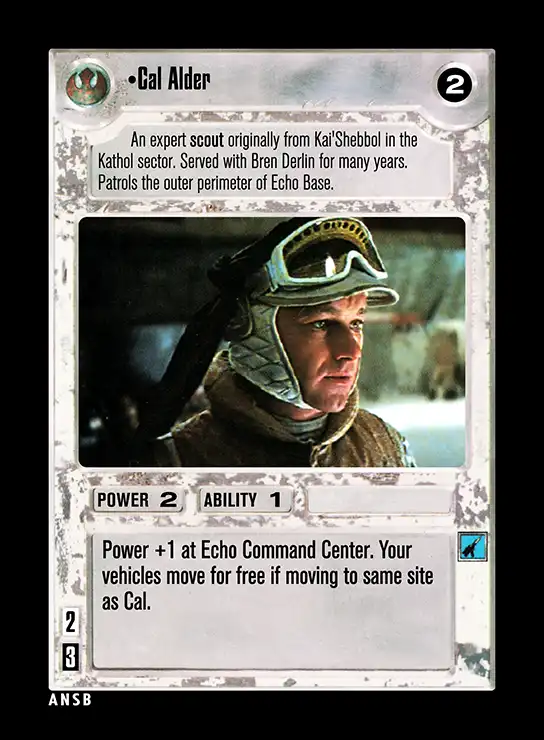 •Cal Alder
2
An expert scout originally from Kai'Shebbol in the
Kathol sector. Served with Bren Derlin for many years.
Patrols the outer perimeter of Echo Base.
POWER 2 ABILITY 1
Power +1 at Echo Command Center. Your
vehicles move for free if moving to same site
as Cal.
2
3
ANSB